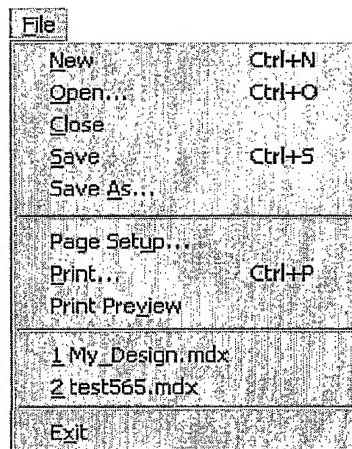 File
New Ctrl+N
Open... Ctrl+O
Close
Save Ctrl+S
Save As...
Page Setup...
Print... Ctrl+P
Print Preview
1 My_Design.mdx
2 test565.mdx
Exit